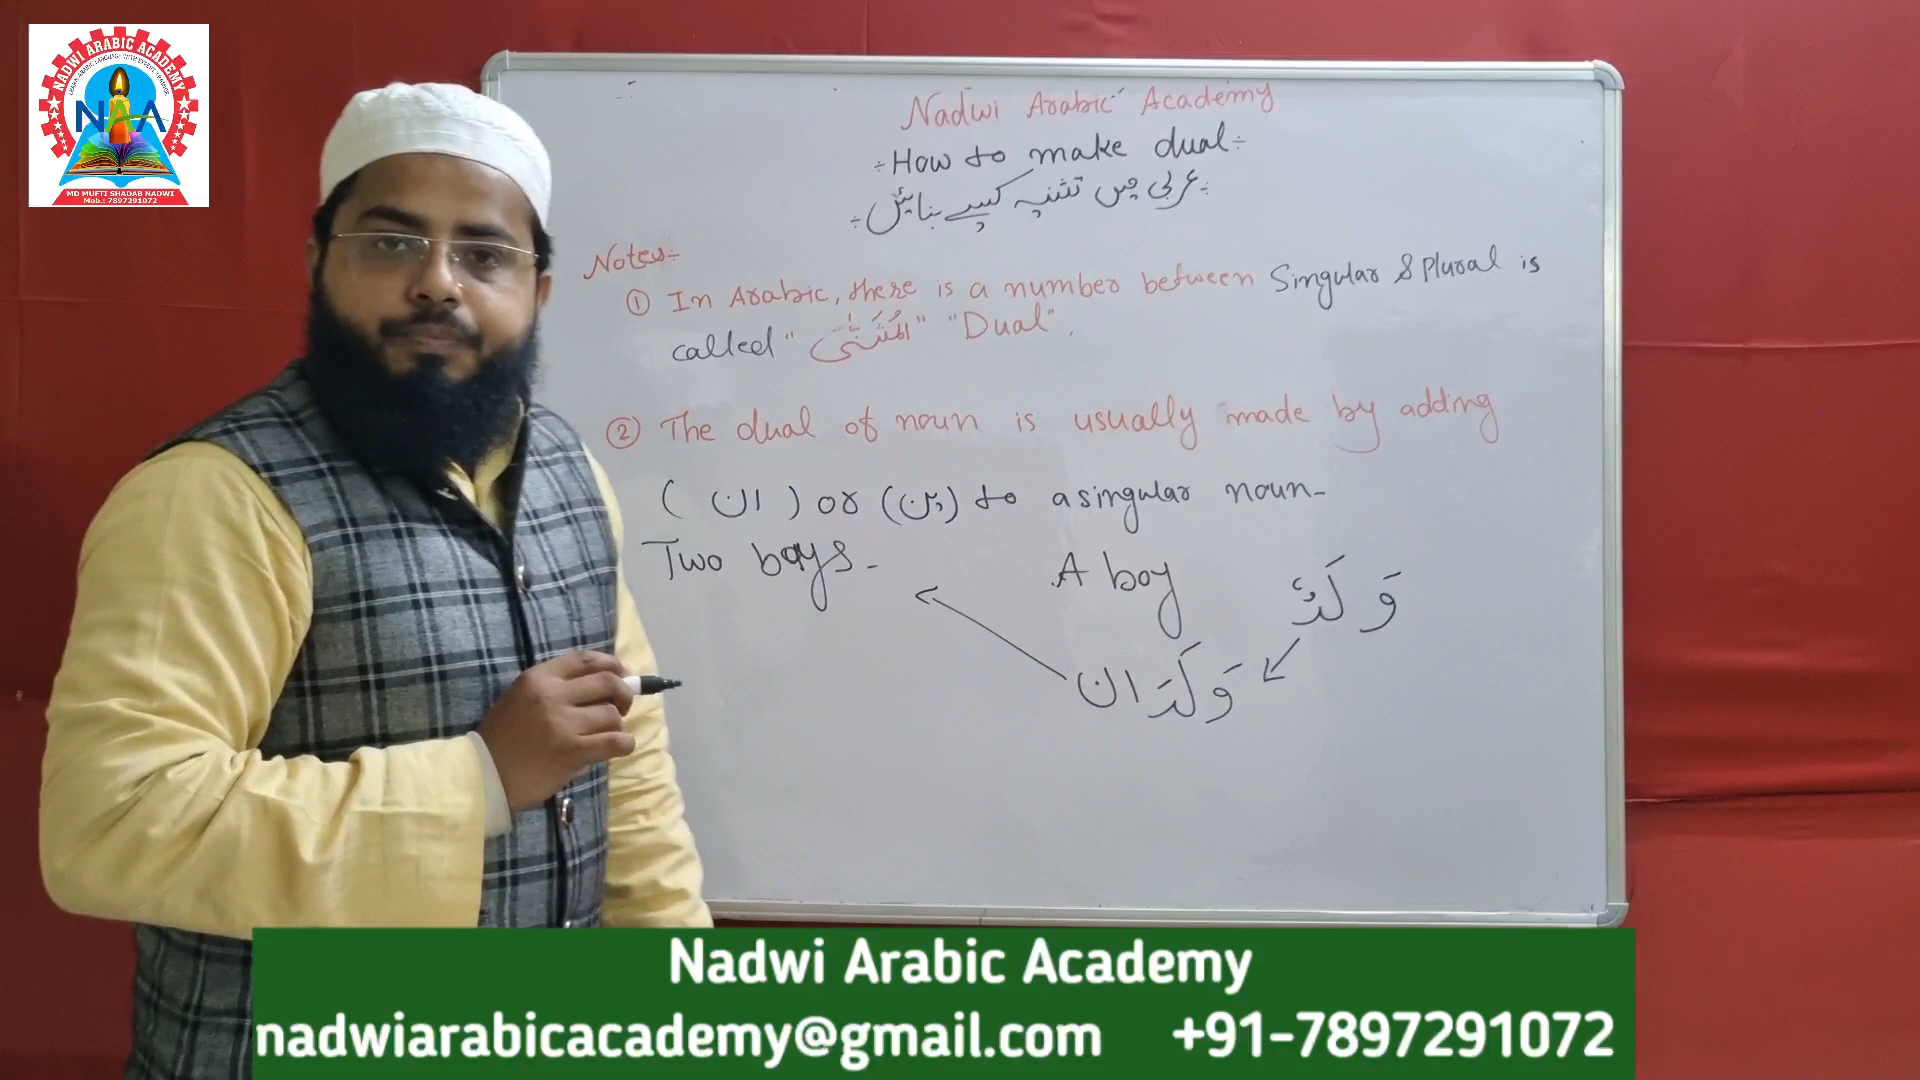 NADWI ARABIC ACADEMY
NAA
MD MUFTI SHADAB NADWI
Mob.: 7897291072
Nadwi Arabic Academy
÷How to make dual÷
÷عربی میں تثنیہ کیسے بنائیں÷
Notes÷
① In Arabic, there is a number between Singular & Plural is
called "المُثَنَّى" "Dual".
② The dual of noun is usually made by adding
(ان) or (ين) to a singular noun-
Two boys- A boy وَلَدٌ
وَلَدَانِ
Nadwi Arabic Academy
nadwiarabicacademy@gmail.com +91-7897291072